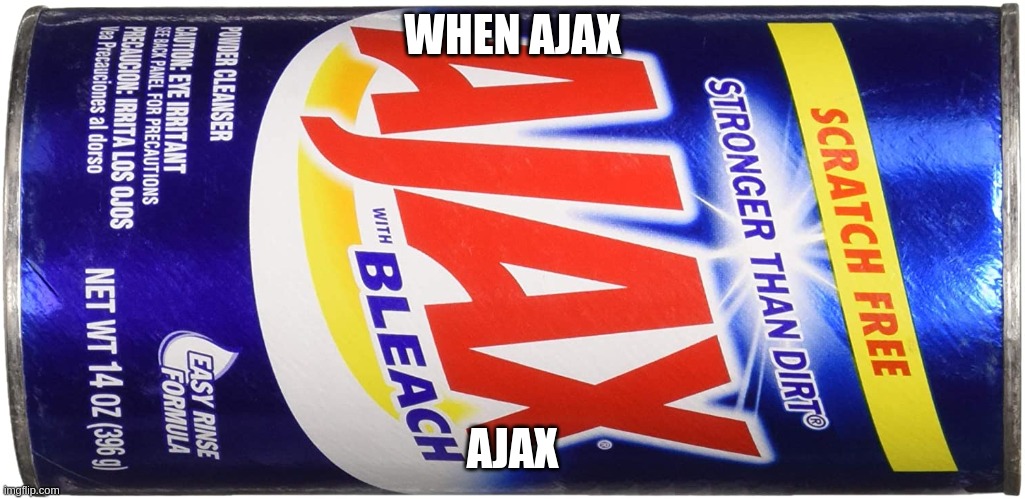 WHEN AJAX
SCRATCH FREE
STRONGER THAN DIRT®
AJAX®
WITH BLEACH
EASY RINSE
FORMULA
POWDER CLEANSER
CAUTION: EYE IRRITANT
SEE BACK PANEL FOR PRECAUTIONS
PRECAUCION: IRRITA LOS OJOS
Vea Precauciones al dorso
NET WT 14 OZ (396 g)
AJAX
imgflip.com